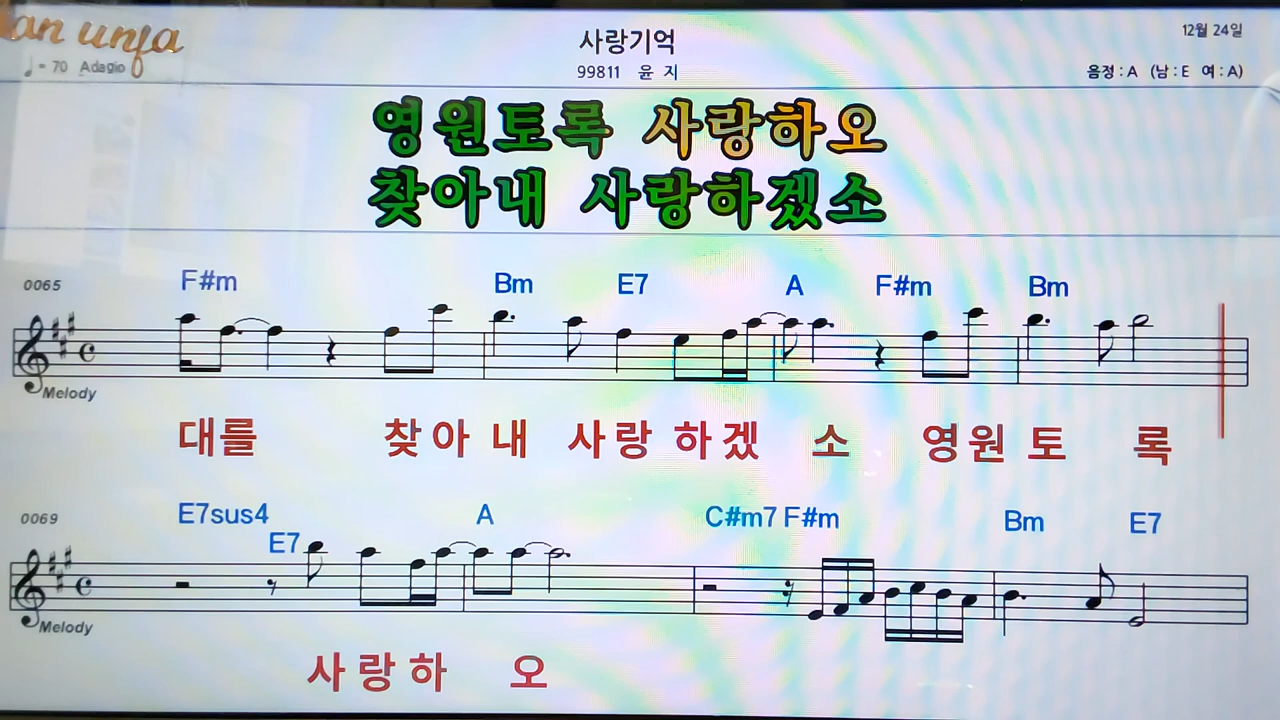 an unja
사랑기억
12월 24일
♩= 70 Adagio
99811 윤 지
음정 : A (남 : E 여 : A)
영원토록 사랑하오
찾아내 사랑하겠소
0065 F#m Bm E7 A F#m Bm
Melody
대를 찾아내 사랑 하겠 소 영원 토 록
0069 E7sus4 E7 A C#m7 F#m Bm E7
Melody
사랑하 오